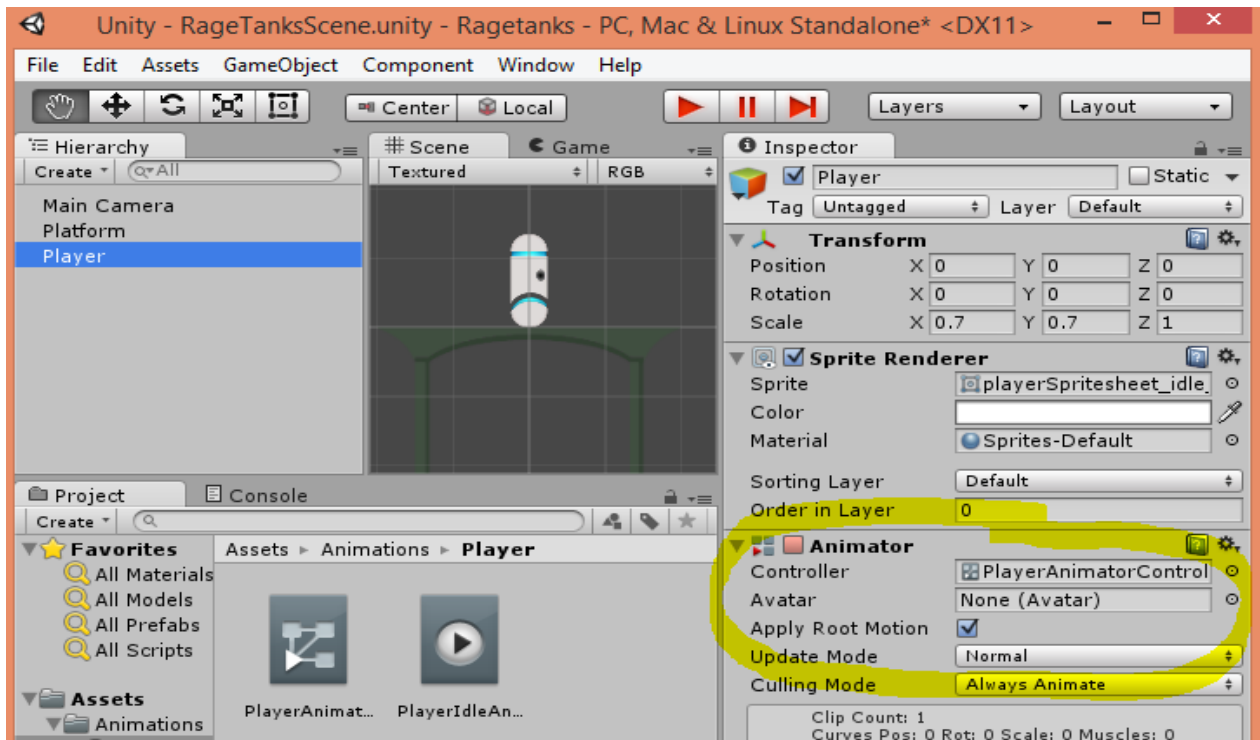 Unity - RageTanksScene.unity - Ragetanks - PC, Mac & Linux Standalone* <DX11>
File Edit Assets GameObject Component Window Help
Center Local Layers Layout
Hierarchy
Create All
Main Camera
Platform
Player
Scene Game
Textured RGB
Inspector
Player Static
Tag Untagged Layer Default
Transform
Position X 0 Y 0 Z 0
Rotation X 0 Y 0 Z 0
Scale X 0.7 Y 0.7 Z 1
Sprite Renderer
Sprite playerSpritesheet_idle_
Color
Material Sprites-Default
Sorting Layer Default
Order in Layer 0
Animator
Controller PlayerAnimatorControl
Avatar None (Avatar)
Apply Root Motion
Update Mode Normal
Culling Mode Always Animate
Clip Count: 1
Curves Pos: 0 Rot: 0 Scale: 0 Muscles: 0
Project Console
Create
Favorites
All Materials
All Models
All Prefabs
All Scripts
Assets
Animations
Assets Animations Player
PlayerAnimat... PlayerIdleAn...